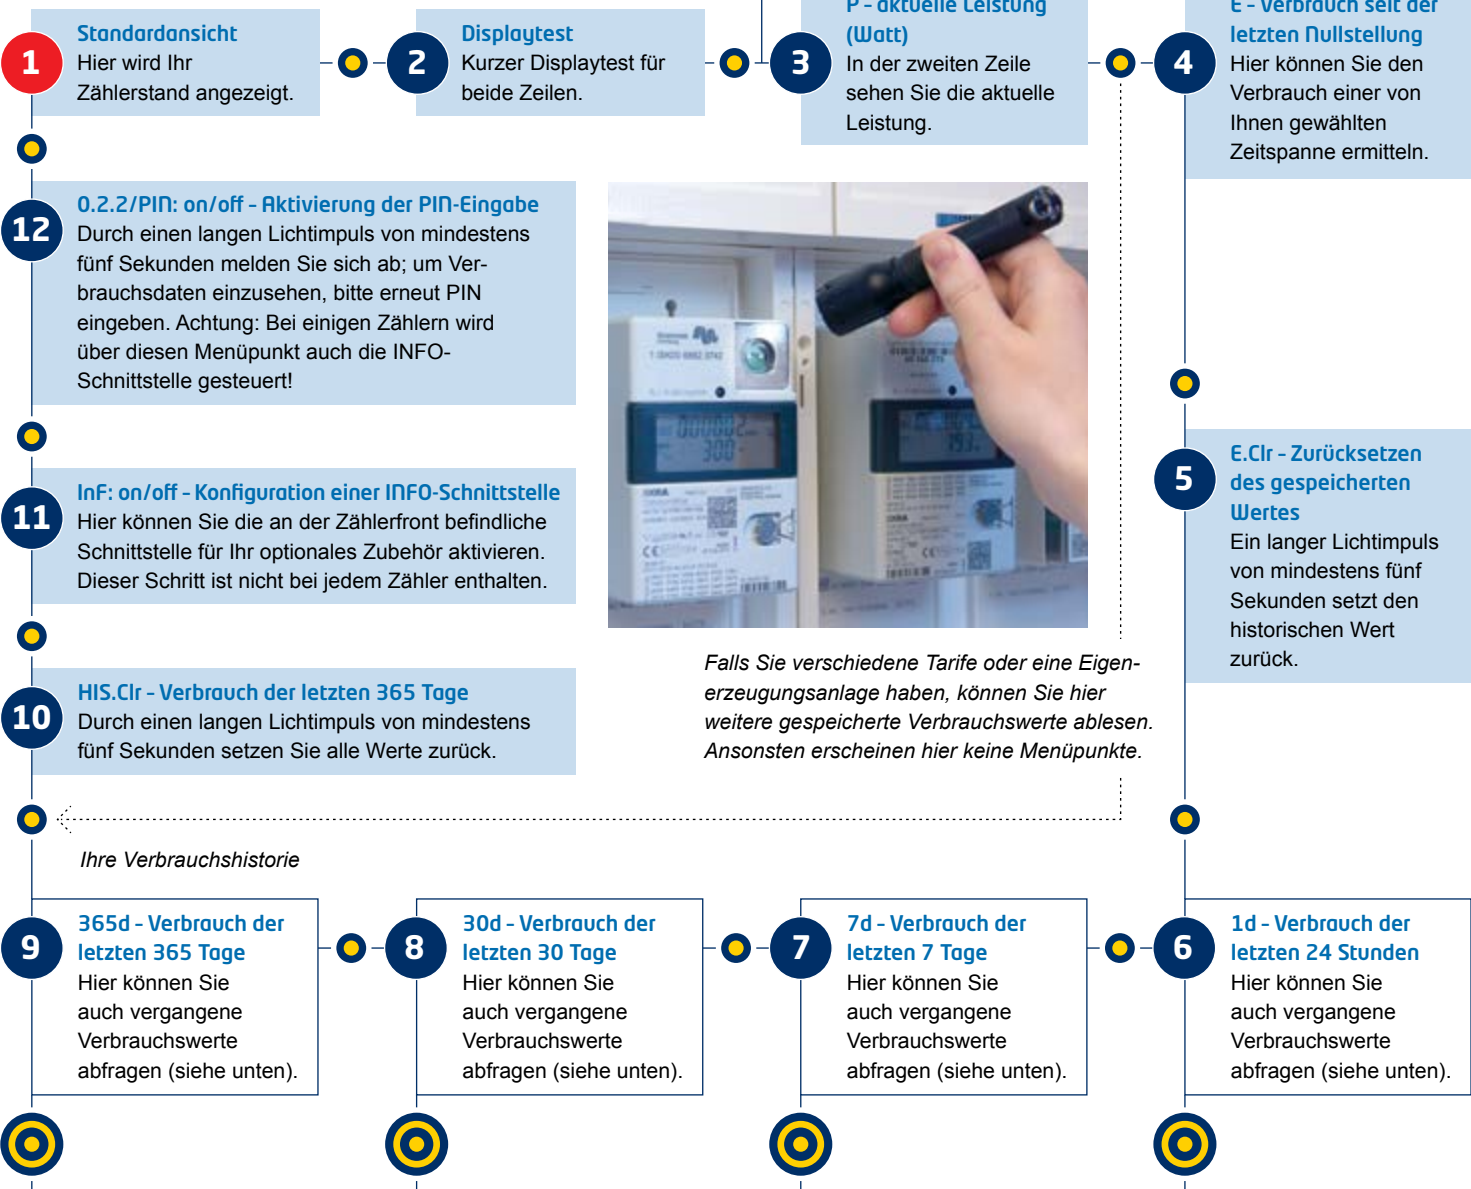 1
Standardansicht
Hier wird Ihr
Zählerstand angezeigt.
2
Displaytest
Kurzer Displaytest für
beide Zeilen.
3
P – aktuelle Leistung
(Watt)
In der zweiten Zeile
sehen Sie die aktuelle
Leistung.
4
E – Verbrauch seit der
letzten Nullstellung
Hier können Sie den
Verbrauch einer von
Ihnen gewählten
Zeitspanne ermitteln.
12
0.2.2/PIN: on/off – Aktivierung der PIN-Eingabe
Durch einen langen Lichtimpuls von mindestens
fünf Sekunden melden Sie sich ab; um Ver-
brauchsdaten einzusehen, bitte erneut PIN
eingeben. Achtung: Bei einigen Zählern wird
über diesen Menüpunkt auch die INFO-
Schnittstelle gesteuert!
000002
300
193
5
E.Clr – Zurücksetzen
des gespeicherten
Wertes
Ein langer Lichtimpuls
von mindestens fünf
Sekunden setzt den
historischen Wert
zurück.
11
InF: on/off – Konfiguration einer INFO-Schnittstelle
Hier können Sie die an der Zählerfront befindliche
Schnittstelle für Ihr optionales Zubehör aktivieren.
Dieser Schritt ist nicht bei jedem Zähler enthalten.
Falls Sie verschiedene Tarife oder eine Eigen-
erzeugungsanlage haben, können Sie hier
weitere gespeicherte Verbrauchswerte ablesen.
Ansonsten erscheinen hier keine Menüpunkte.
10
HIS.Clr – Verbrauch der letzten 365 Tage
Durch einen langen Lichtimpuls von mindestens
fünf Sekunden setzen Sie alle Werte zurück.
Ihre Verbrauchshistorie
9
365d – Verbrauch der
letzten 365 Tage
Hier können Sie
auch vergangene
Verbrauchswerte
abfragen (siehe unten).
8
30d – Verbrauch der
letzten 30 Tage
Hier können Sie
auch vergangene
Verbrauchswerte
abfragen (siehe unten).
7
7d – Verbrauch der
letzten 7 Tage
Hier können Sie
auch vergangene
Verbrauchswerte
abfragen (siehe unten).
6
1d – Verbrauch der
letzten 24 Stunden
Hier können Sie
auch vergangene
Verbrauchswerte
abfragen (siehe unten).